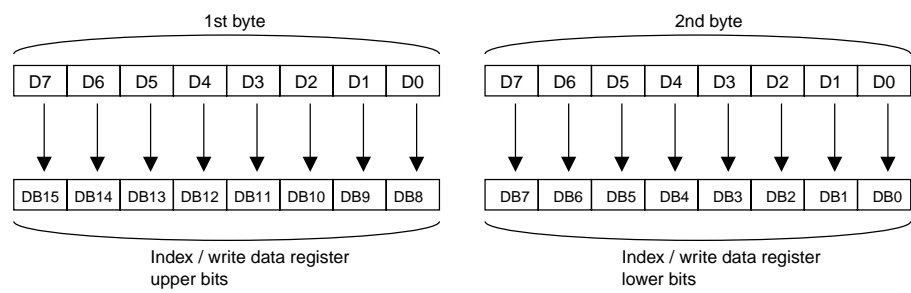 1st byte 2nd byte
D7 D6 D5 D4 D3 D2 D1 D0 D7 D6 D5 D4 D3 D2 D1 D0
DB15 DB14 DB13 DB12 DB11 DB10 DB9 DB8 DB7 DB6 DB5 DB4 DB3 DB2 DB1 DB0
Index / write data register Index / write data register
upper bits lower bits